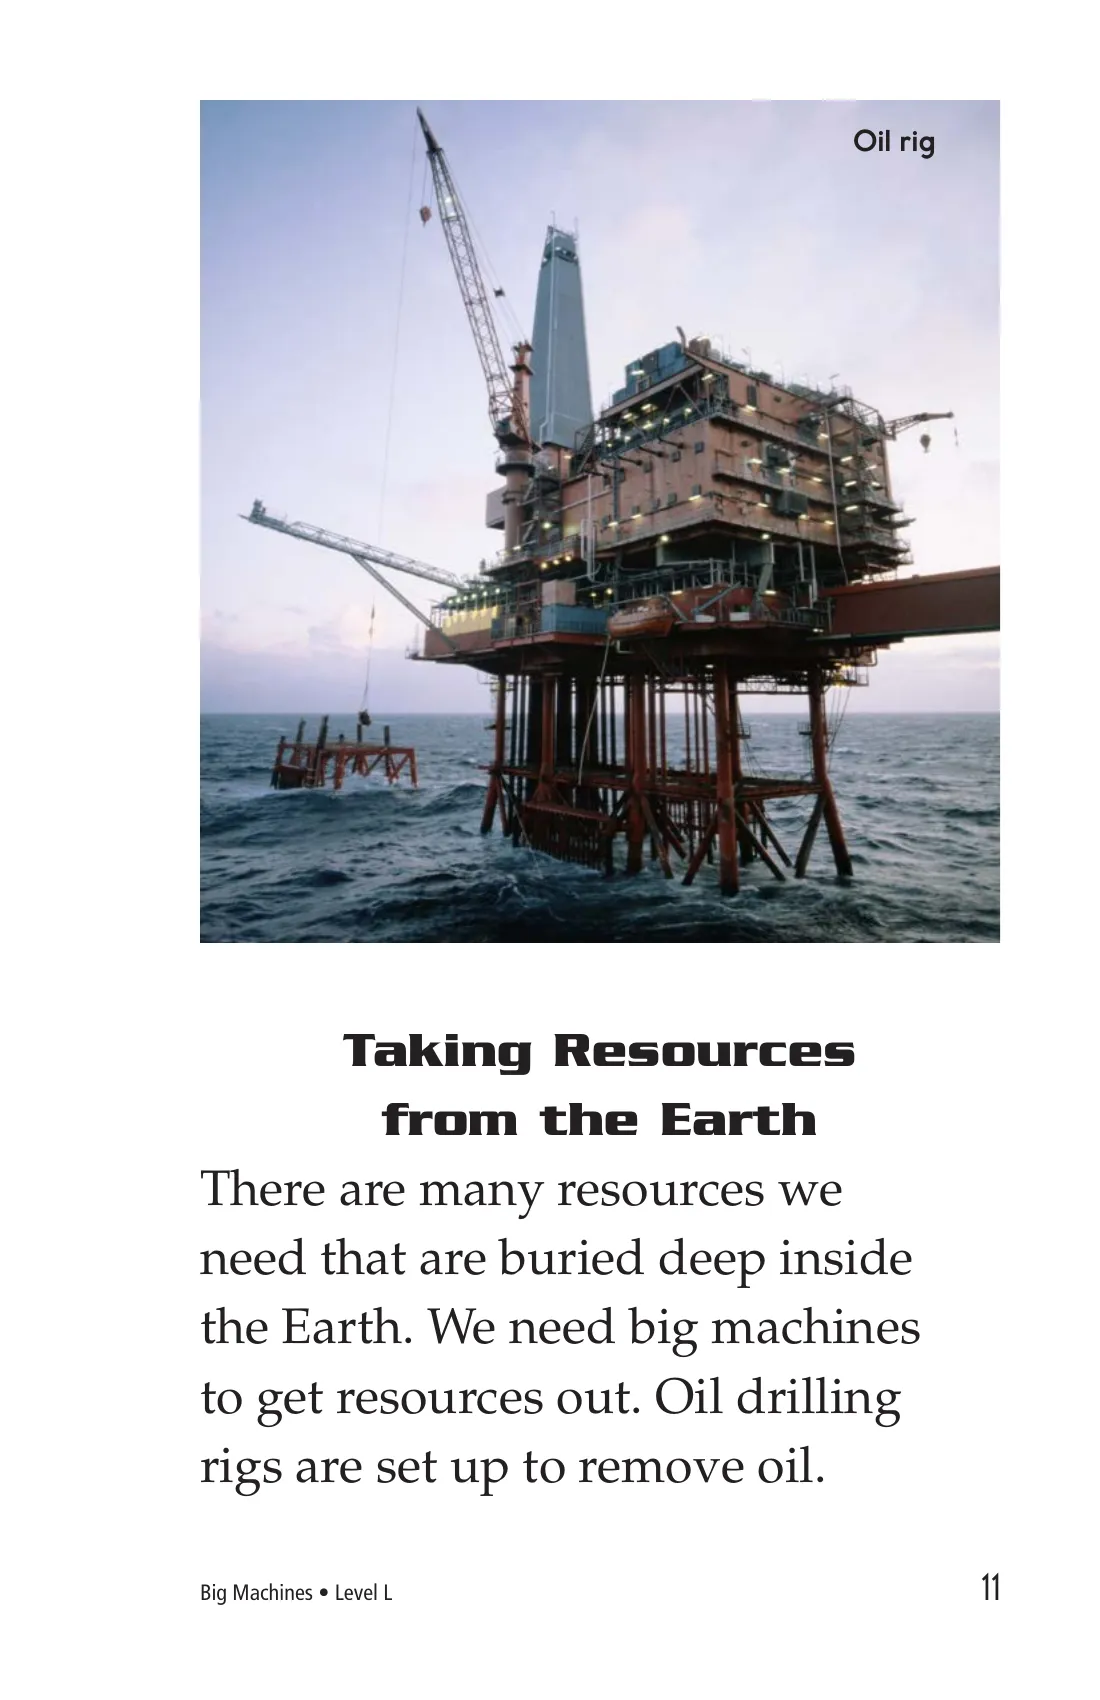 Oil rig
Taking Resources
from the Earth
There are many resources we
need that are buried deep inside
the Earth. We need big machines
to get resources out. Oil drilling
rigs are set up to remove oil.
Big Machines • Level L
11